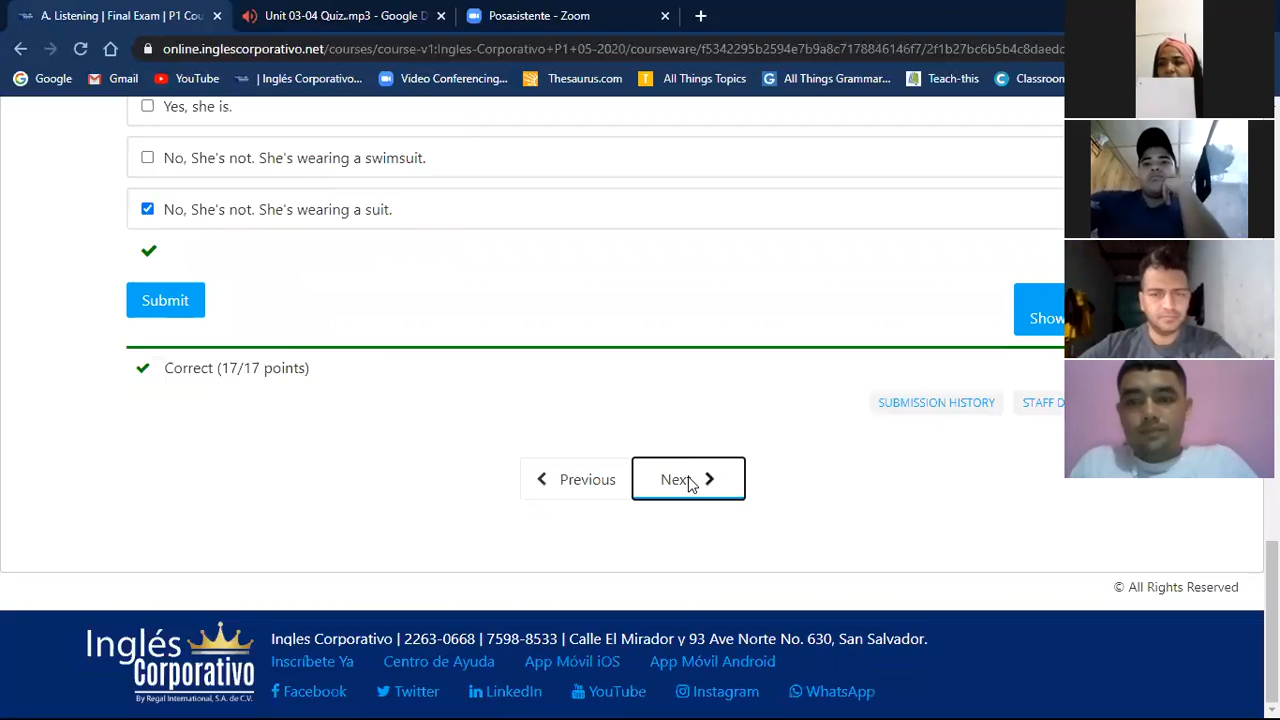 A. Listening | Final Exam | P1 Cou
Unit 03-04 Quiz.mp3 - Google D
Posasistente - Zoom
online.inglescorporativo.net/courses/course-v1:Ingles-Corporativo+P1+05-2020/courseware/f5342295b2594e7b9a8c7178846146f7/2f1b27bc6b5b4c8daedc
Google
Gmail
YouTube
| Inglés Corporativo...
Video Conferencing...
Thesaurus.com
All Things Topics
All Things Grammar...
Teach-this
Classroom
Yes, she is.
No, She's not. She's wearing a swimsuit.
No, She's not. She's wearing a suit.
Submit
Show
Correct (17/17 points)
SUBMISSION HISTORY
STAFF D
Previous
Next
© All Rights Reserved
Inglés Corporativo
By Regal International, S.A. de C.V.
Ingles Corporativo | 2263-0668 | 7598-8533 | Calle El Mirador y 93 Ave Norte No. 630, San Salvador.
Inscríbete Ya
Centro de Ayuda
App Móvil iOS
App Móvil Android
Facebook
Twitter
LinkedIn
YouTube
Instagram
WhatsApp